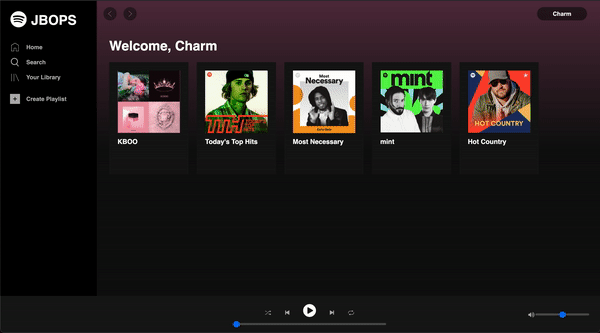 JBOPS
Charm
Home
Search
Your Library
Create Playlist
Welcome, Charm
Most
Necessary
mint
HOT COUNTRY
KBOO
Today's Top Hits
Most Necessary
mint
Hot Country